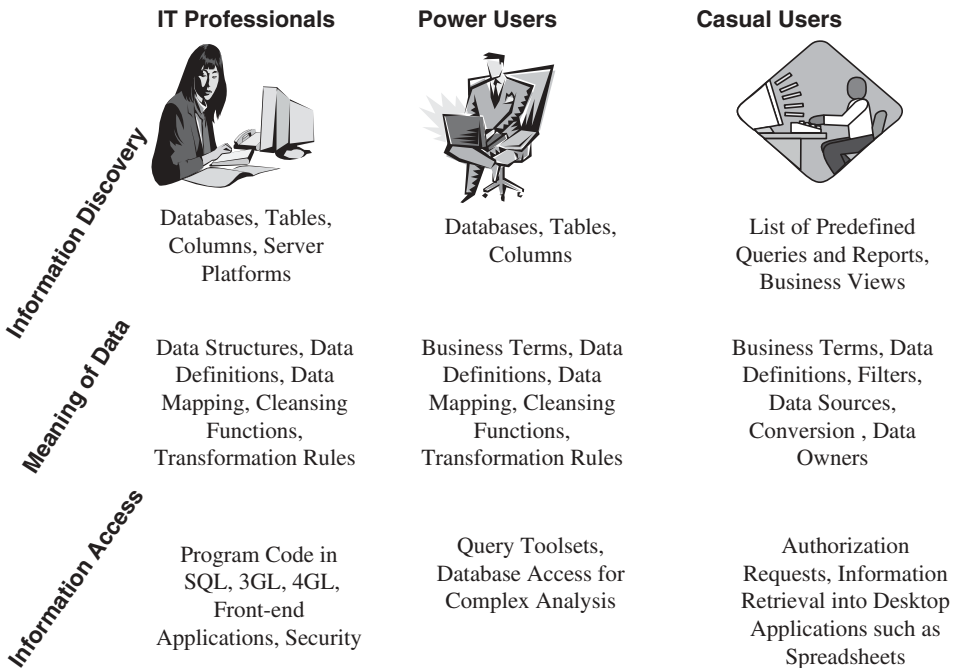 IT Professionals
Power Users
Casual Users
Information Discovery
Databases, Tables,
Columns, Server
Platforms
Databases, Tables,
Columns
List of Predefined
Queries and Reports,
Business Views
Meaning of Data
Data Structures, Data
Definitions, Data
Mapping, Cleansing
Functions,
Transformation Rules
Business Terms, Data
Definitions, Data
Mapping, Cleansing
Functions,
Transformation Rules
Business Terms, Data
Definitions, Filters,
Data Sources,
Conversion , Data
Owners
Information Access
Program Code in
SQL, 3GL, 4GL,
Front-end
Applications, Security
Query Toolsets,
Database Access for
Complex Analysis
Authorization
Requests, Information
Retrieval into Desktop
Applications such as
Spreadsheets